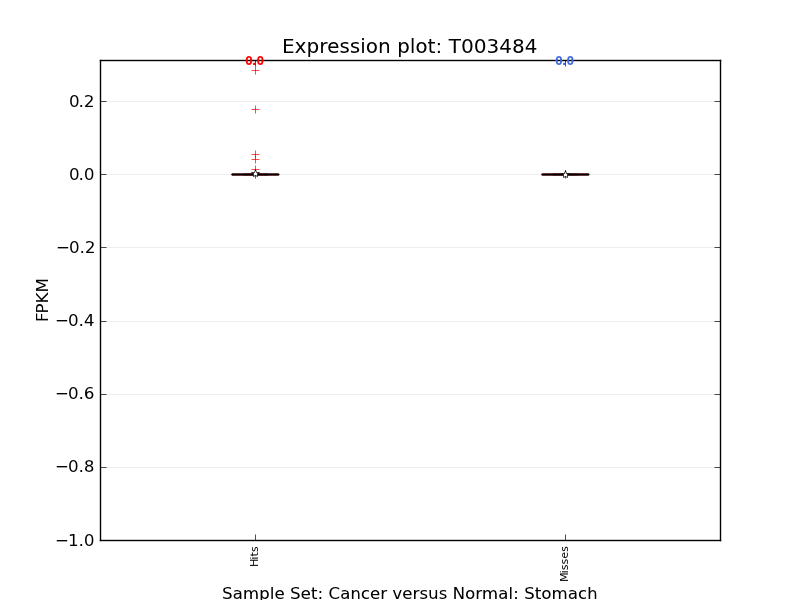 Expression plot: T003484
0.0 0.0
0.2
0.0
−0.2
−0.4
−0.6
−0.8
−1.0
FPKM
Hits Misses
Sample Set: Cancer versus Normal: Stomach